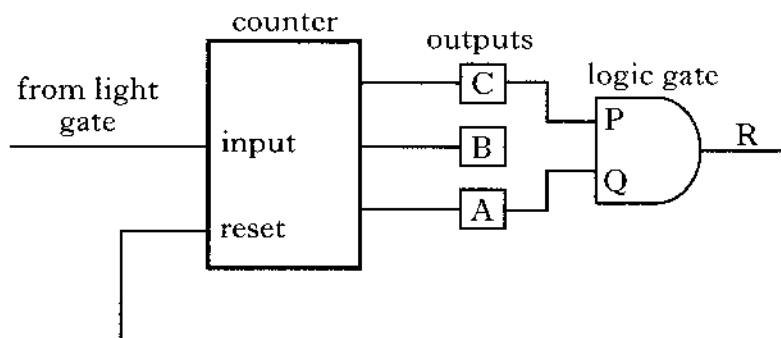 counter
outputs
logic gate
from light
gate
input
reset
C
B
A
P
Q
R